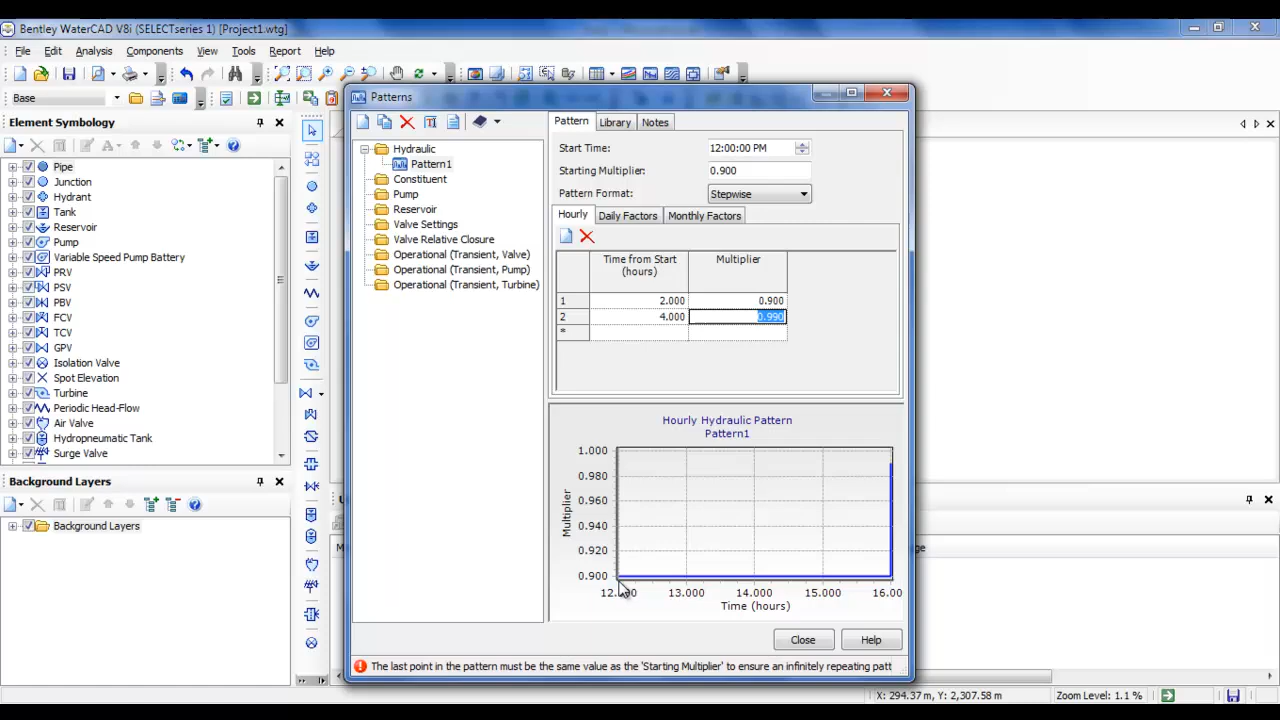 Bentley WaterCAD V8i (SELECTseries 1) [Project1.wtg]
File Edit Analysis Components View Tools Report Help
Base
Element Symbology
Pipe
Junction
Hydrant
Tank
Reservoir
Pump
Variable Speed Pump Battery
PRV
PSV
PBV
FCV
TCV
GPV
Isolation Valve
Spot Elevation
Turbine
Periodic Head-Flow
Air Valve
Hydropneumatic Tank
Surge Valve
Background Layers
Background Layers
Patterns
Hydraulic
Pattern1
Constituent
Pump
Reservoir
Valve Settings
Valve Relative Closure
Operational (Transient, Valve)
Operational (Transient, Pump)
Operational (Transient, Turbine)
Pattern Library Notes
Start Time: 12:00:00 PM
Starting Multiplier: 0.900
Pattern Format: Stepwise
Hourly Daily Factors Monthly Factors
Time from Start (hours) Multiplier
1 2.000 0.900
2 4.000 0.990
*
Hourly Hydraulic Pattern
Pattern1
Multiplier
1.000
0.980
0.960
0.940
0.920
0.900
13.000 14.000 15.000 16.00
Time (hours)
Close Help
The last point in the pattern must be the same value as the 'Starting Multiplier' to ensure an infinitely repeating patt
X: 294.37 m, Y: 2,307.58 m Zoom Level: 1.1 %